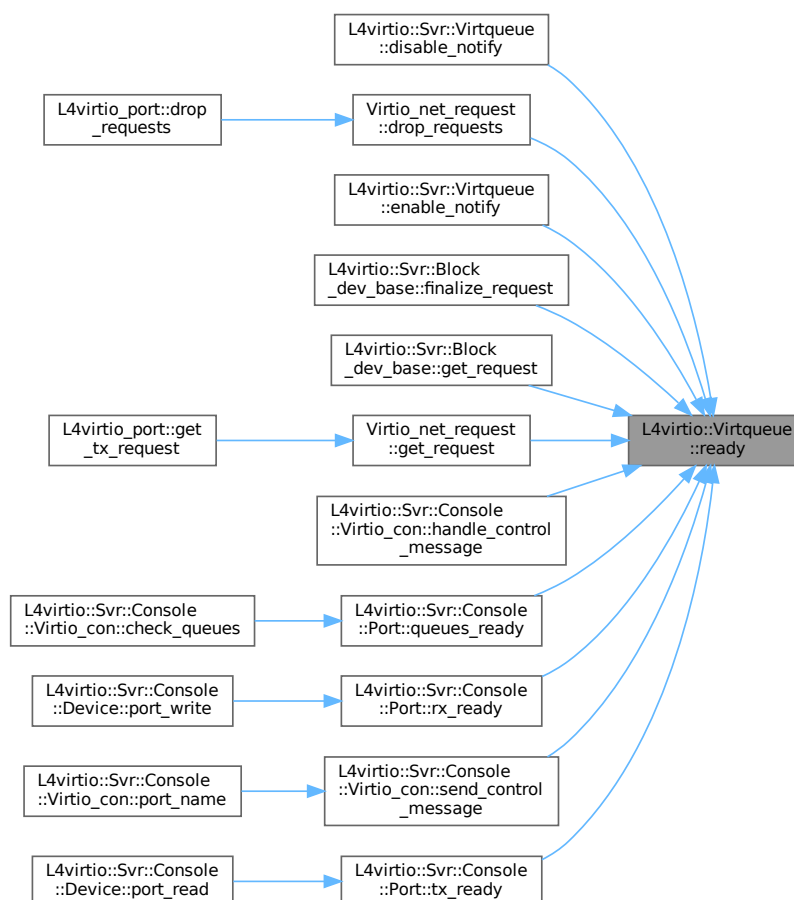 L4virtio::Svr::Virtqueue
::disable_notify
L4virtio_port::drop
_requests
Virtio_net_request
::drop_requests
L4virtio::Svr::Virtqueue
::enable_notify
L4virtio::Svr::Block
_dev_base::finalize_request
L4virtio::Svr::Block
_dev_base::get_request
L4virtio_port::get
_tx_request
Virtio_net_request
::get_request
L4virtio::Virtqueue
::ready
L4virtio::Svr::Console
::Virtio_con::handle_control
_message
L4virtio::Svr::Console
::Virtio_con::check_queues
L4virtio::Svr::Console
::Port::queues_ready
L4virtio::Svr::Console
::Device::port_write
L4virtio::Svr::Console
::Port::rx_ready
L4virtio::Svr::Console
::Virtio_con::port_name
L4virtio::Svr::Console
::Virtio_con::send_control
_message
L4virtio::Svr::Console
::Device::port_read
L4virtio::Svr::Console
::Port::tx_ready